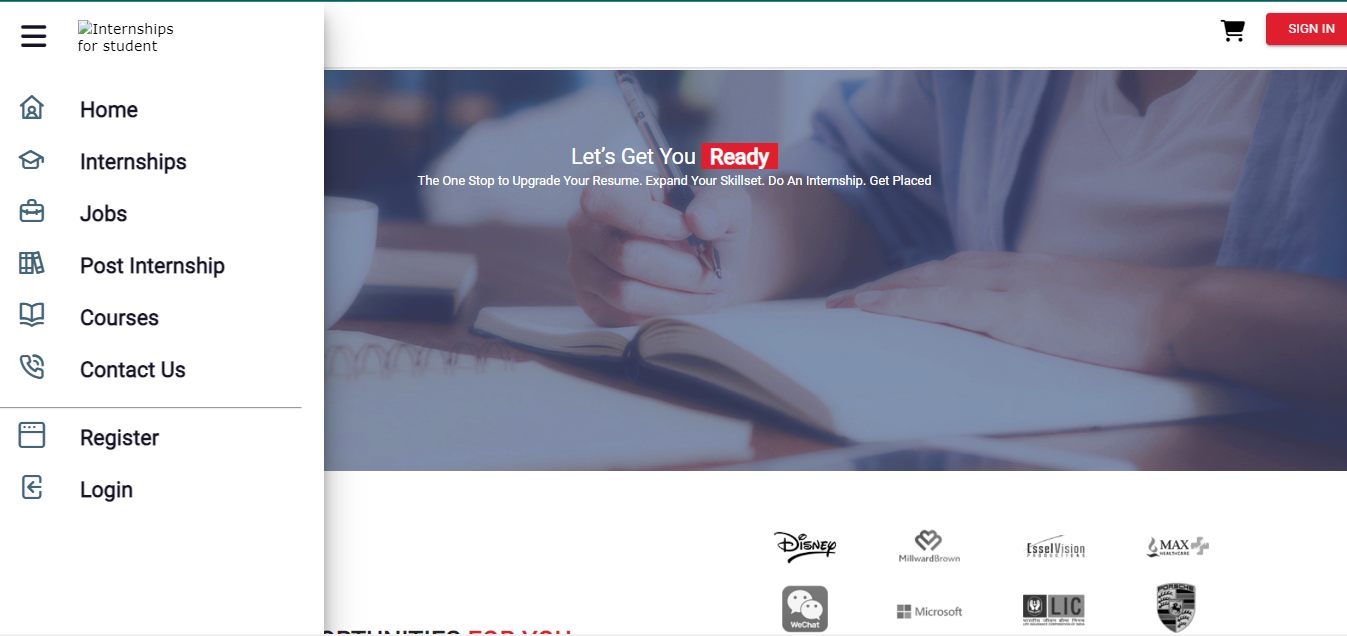 Internships
for student
SIGN IN
Home
Internships
Jobs
Post Internship
Courses
Contact Us
Register
Login
Let's Get You Ready
The One Stop to Upgrade Your Resume. Expand Your Skillset. Do An Internship. Get Placed
DISNEY
MillwardBrown
EsselVision
PRODUCTIONS
MAX
HEALTHCARE
WeChat
Microsoft
LIC
PORSCHE
FOR YOU